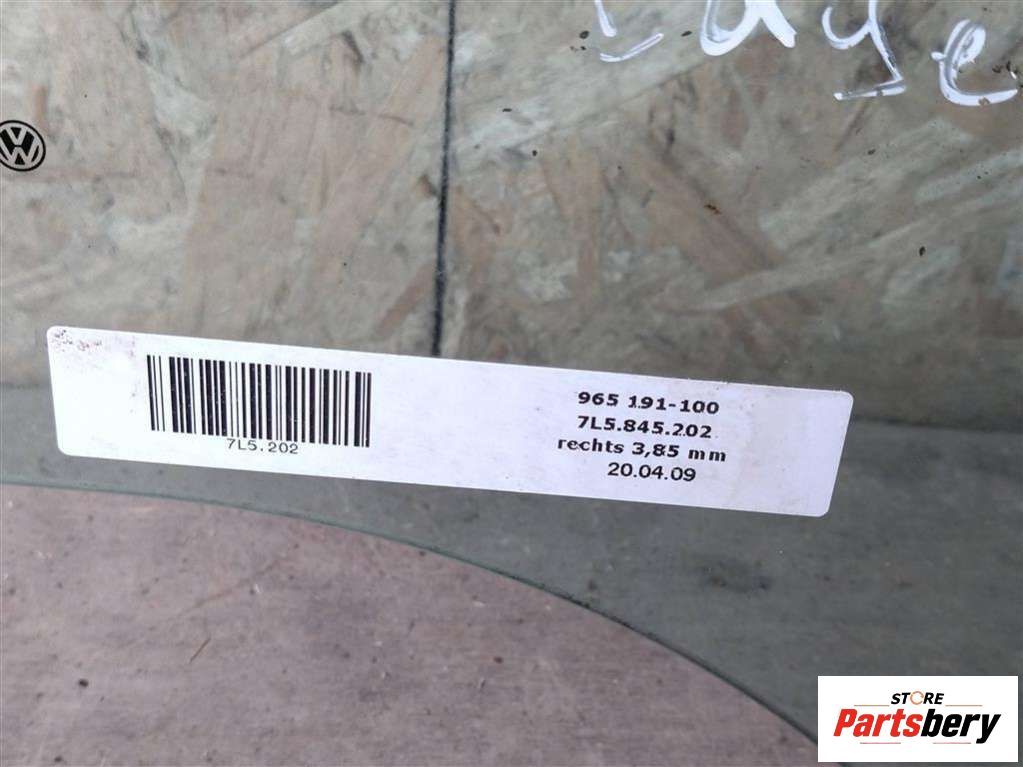 7L5.202
965 191-100
7L5.845.202
rechts 3,85 mm
20.04.09
STORE
Partsbery